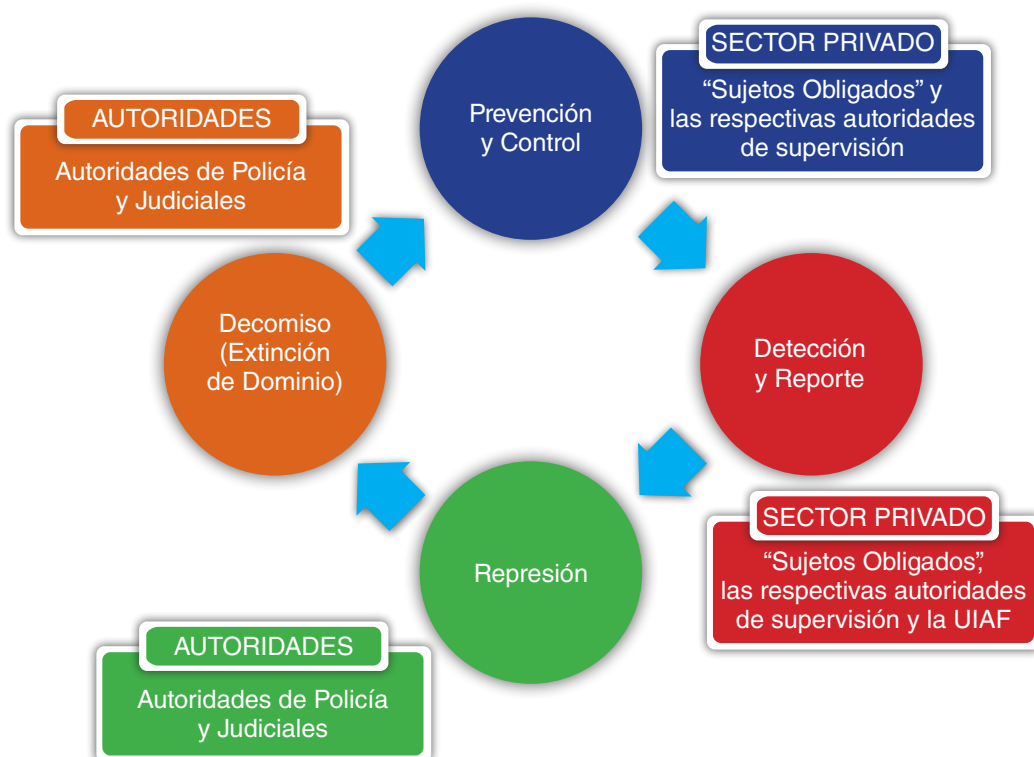 Prevención
y Control
SECTOR PRIVADO
“Sujetos Obligados” y
las respectivas autoridades
de supervisión
AUTORIDADES
Autoridades de Policía
y Judiciales
Decomiso
(Extinción
de Dominio)
Detección
y Reporte
SECTOR PRIVADO
“Sujetos Obligados”,
las respectivas autoridades
de supervisión y la UIAF
Represión
AUTORIDADES
Autoridades de Policía
y Judiciales